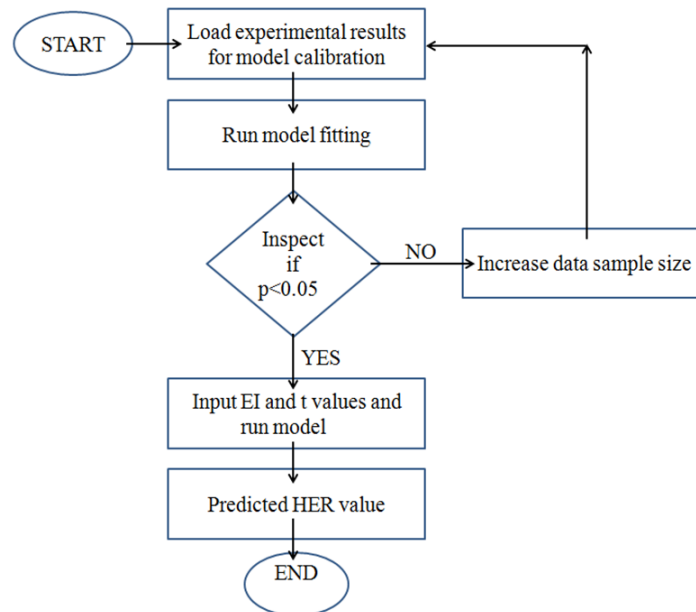 START
Load experimental results
for model calibration
Run model fitting
Inspect
if
p<0.05
NO
Increase data sample size
YES
Input EI and t values and
run model
Predicted HER value
END